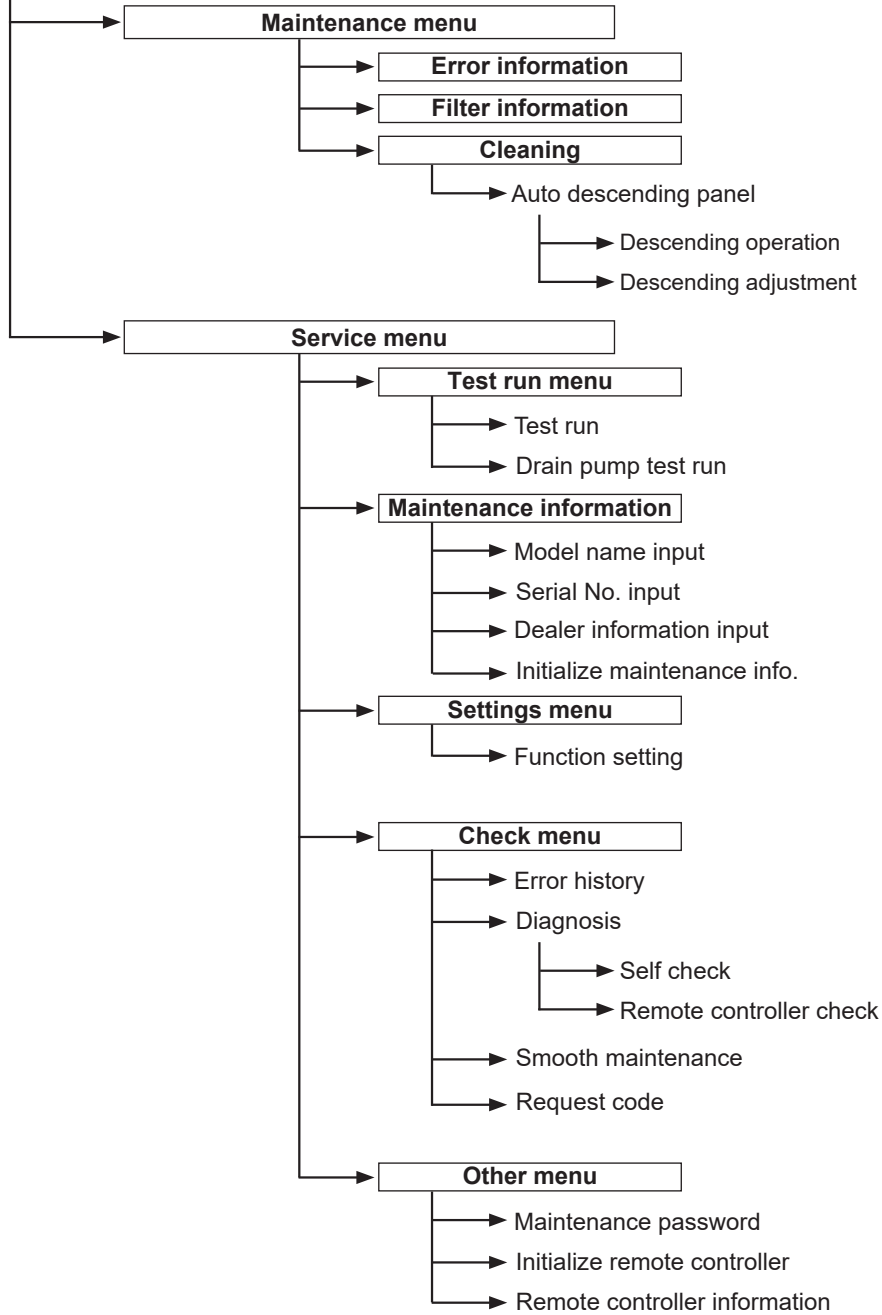 Maintenance menu
Error information
Filter information
Cleaning
Auto descending panel
Descending operation
Descending adjustment
Service menu
Test run menu
Test run
Drain pump test run
Maintenance information
Model name input
Serial No. input
Dealer information input
Initialize maintenance info.
Settings menu
Function setting
Check menu
Error history
Diagnosis
Self check
Remote controller check
Smooth maintenance
Request code
Other menu
Maintenance password
Initialize remote controller
Remote controller information